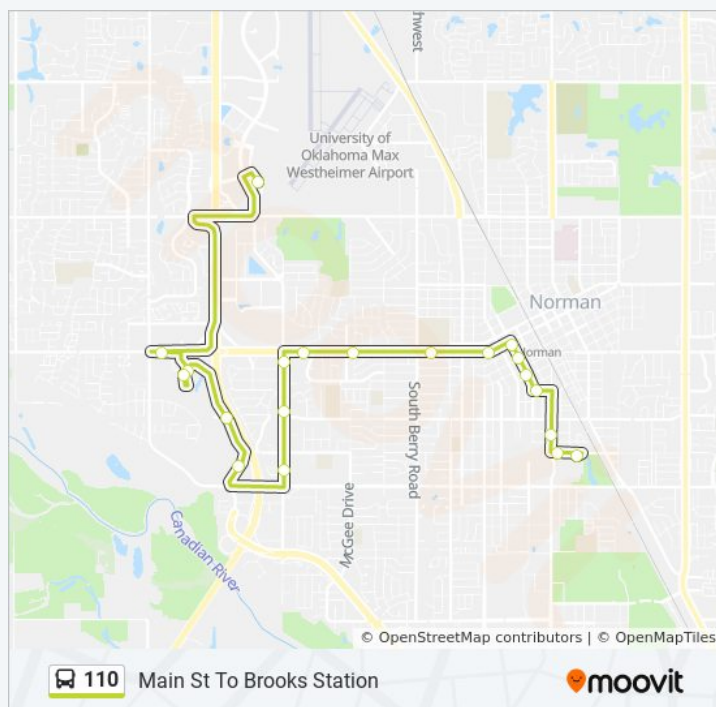 hwest
University of
Oklahoma Max
Westheimer Airport
Norman
Norman
South Berry Road
McGee Drive
Canadian River
© OpenStreetMap contributors | © OpenMapTiles
110 Main St To Brooks Station
moovit